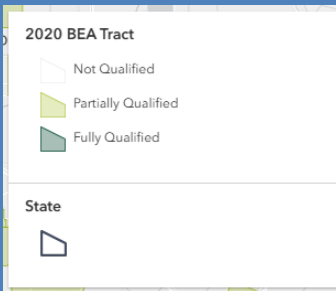 2020 BEA Tract
Not Qualified
Partially Qualified
Fully Qualified
State